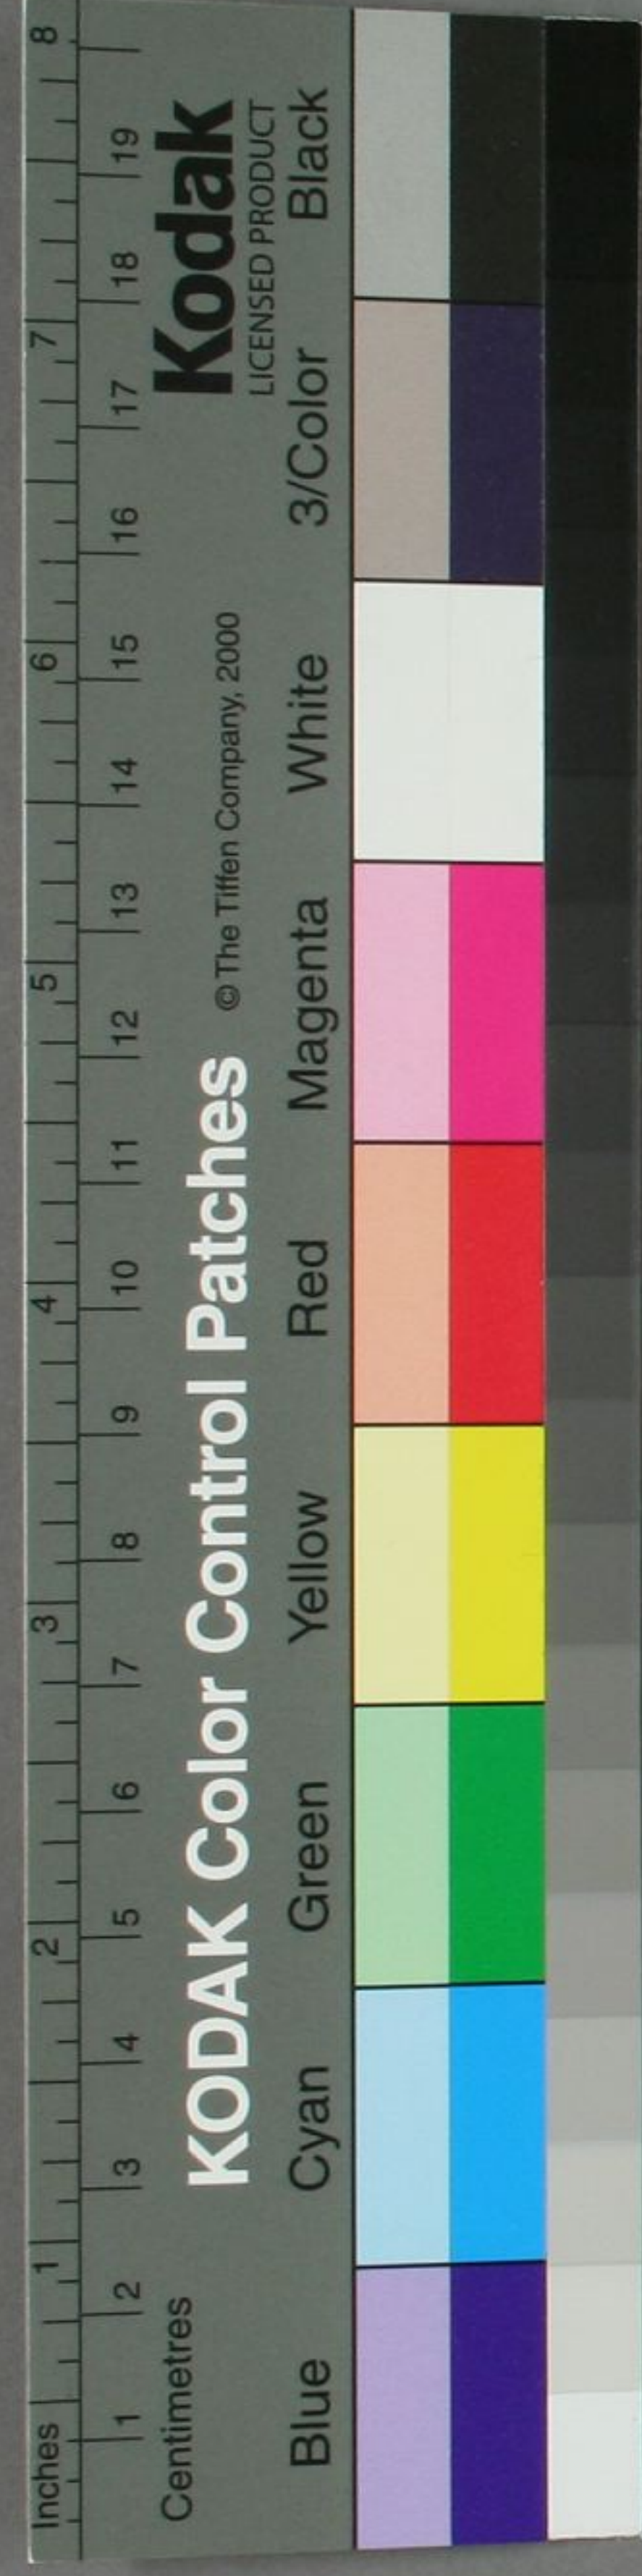 Inches 1 2 3 4 5 6 7 8
1 2 3 4 5 6 7 8 9 10 11 12 13 14 15 16 17 18 19
Centimetres
KODAK Color Control Patches © The Tiffen Company, 2000
Kodak
LICENSED PRODUCT
Blue Cyan Green Yellow Red Magenta White 3/Color Black